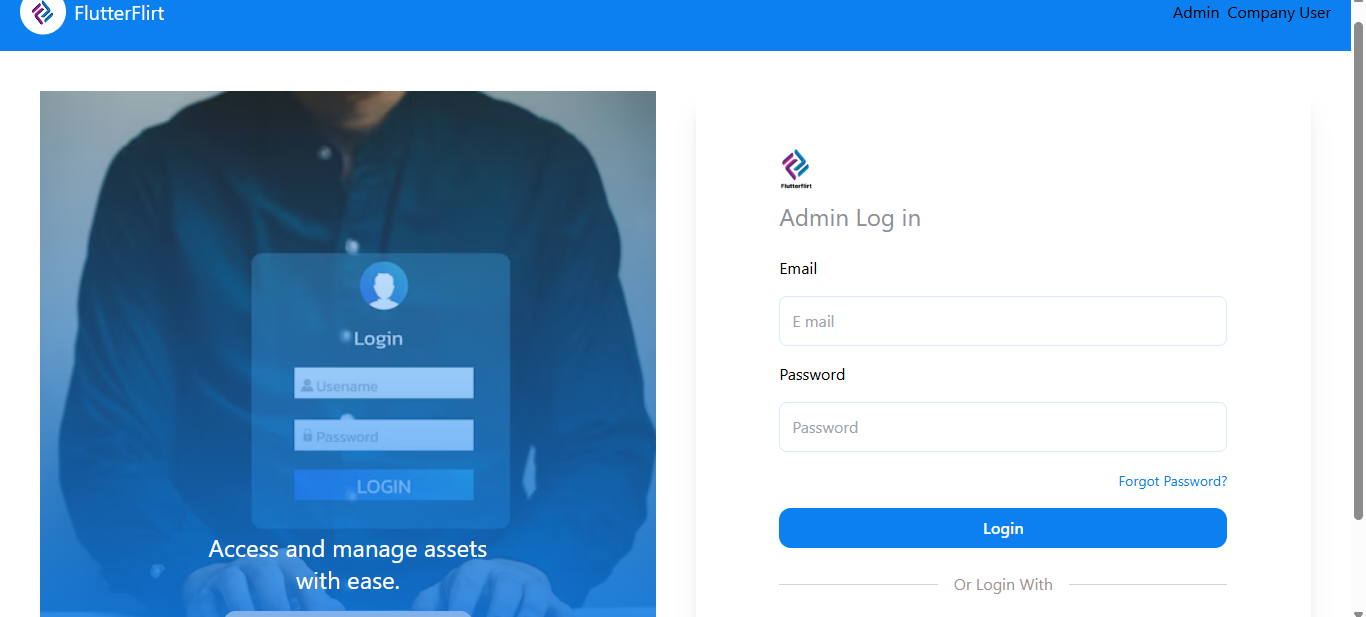 FlutterFlirt
Admin Company User
Login
Usename
Password
LOGIN
Access and manage assets
with ease.
Flutterflirt
Admin Log in
Email
E mail
Password
Password
Forgot Password?
Login
Or Login With